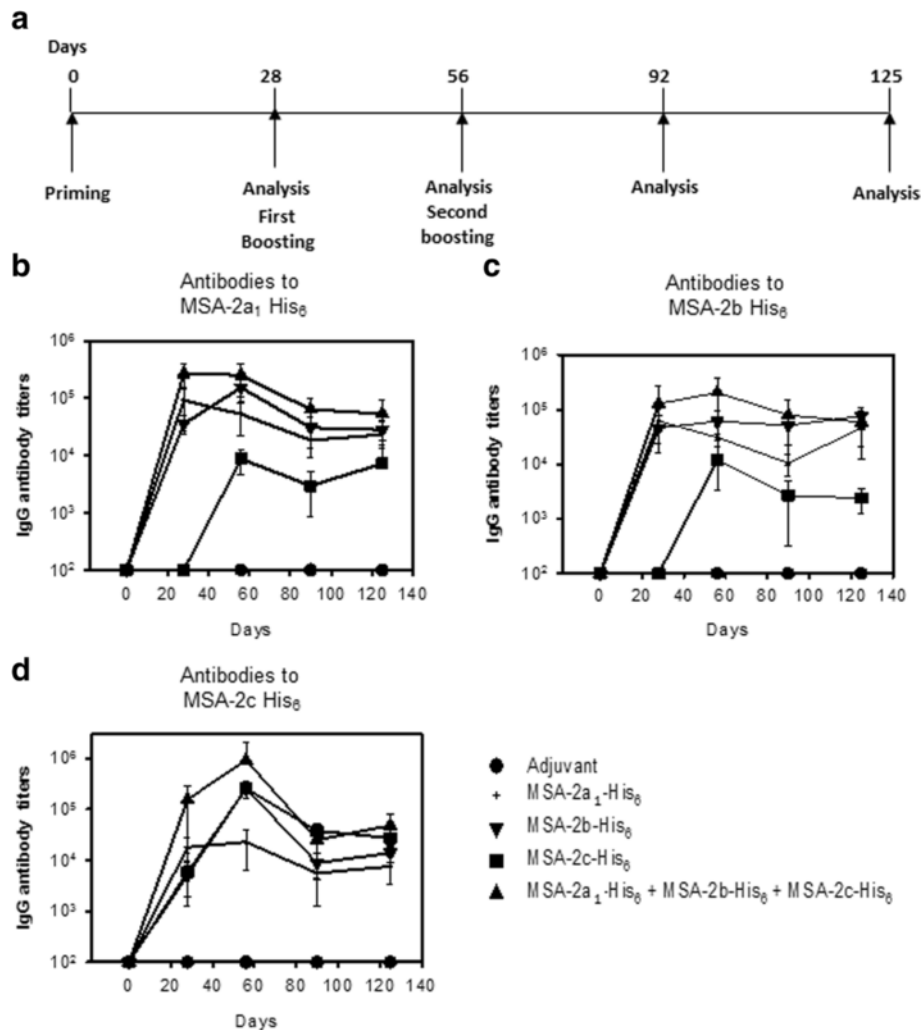 a
Days
0 28 56 92 125
Priming Analysis Analysis Analysis Analysis
First Second
Boosting boosting
b
Antibodies to
MSA-2a₁ His₆
IgG antibody titers
10⁶
10⁵
10⁴
10³
10²
0 20 40 60 80 100 120 140
Days
c
Antibodies to
MSA-2b His₆
IgG antibody titers
10⁶
10⁵
10⁴
10³
10²
0 20 40 60 80 100 120 140
Days
d
Antibodies to
MSA-2c His₆
IgG antibody titers
10⁶
10⁵
10⁴
10³
10²
0 20 40 60 80 100 120 140
Days
Adjuvant
MSA-2a₁-His₆
MSA-2b-His₆
MSA-2c-His₆
MSA-2a₁-His₆ + MSA-2b-His₆ + MSA-2c-His₆